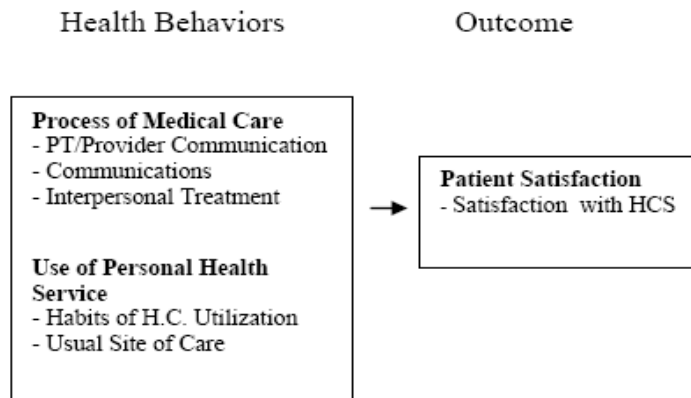 Health Behaviors
Outcome
Process of Medical Care
- PT/Provider Communication
- Communications
- Interpersonal Treatment
Use of Personal Health
Service
- Habits of H.C. Utilization
- Usual Site of Care
Patient Satisfaction
- Satisfaction with HCS